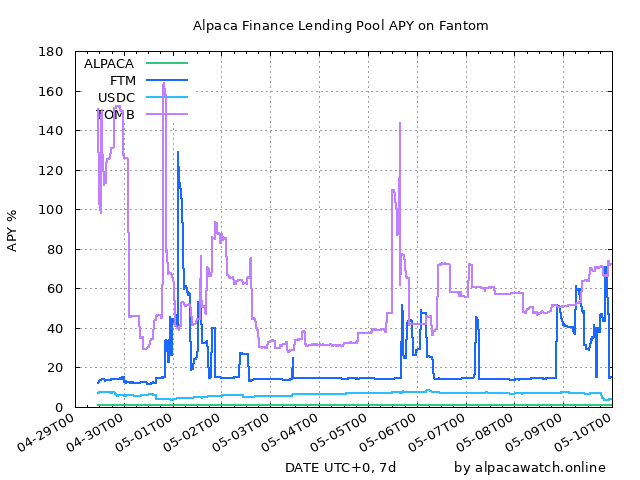 Alpaca Finance Lending Pool APY on Fantom
180
160
140
120
100
80
60
40
20
0
APY %
ALPACA
FTM
USDC
TOMB
04-29T00
04-30T00
05-01T00
05-02T00
05-03T00
05-04T00
05-05T00
05-06T00
05-07T00
05-08T00
05-09T00
05-10T00
DATE UTC+0, 7d
by alpacawatch.online